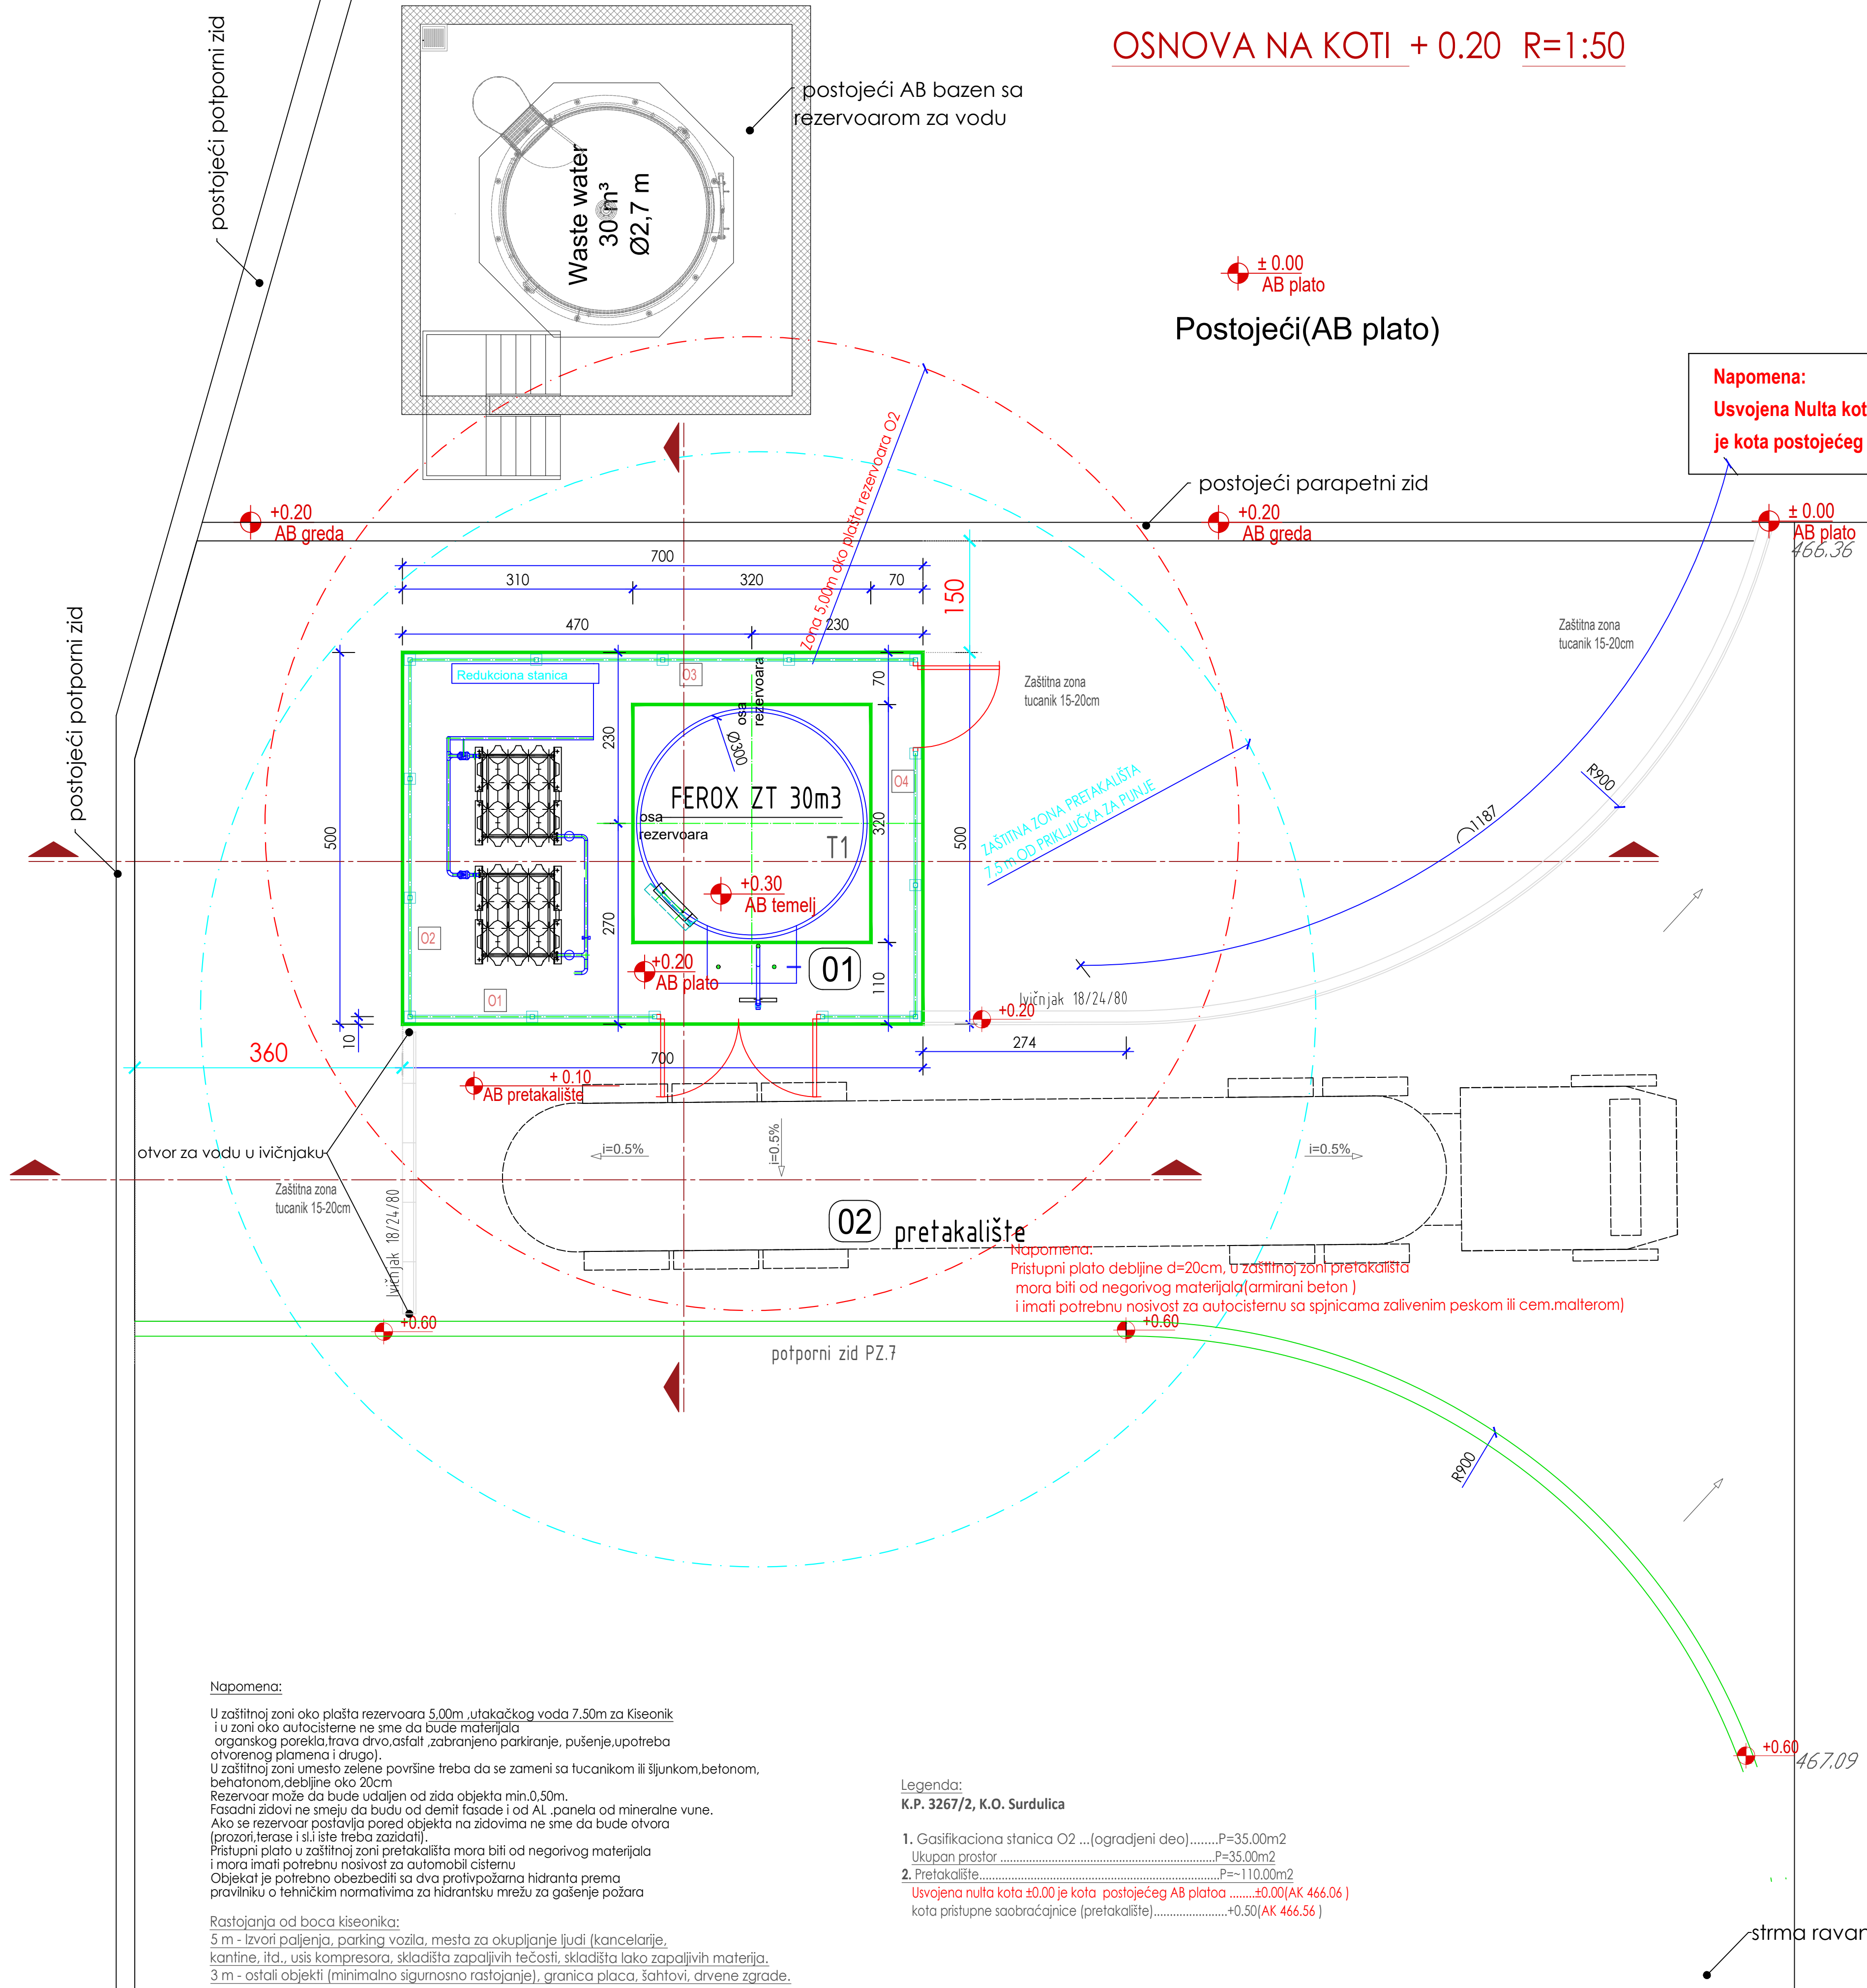 OSNOVA NA KOTI + 0.20 R=1:50
postojeći potporni zid
postojeći AB bazen sa
rezervoarom za vodu
Waste water
30 m³
Ø2,7 m
± 0.00
AB plato
Postojeći(AB plato)
Napomena:
Usvojena Nulta kot
je kota postojećeg
postojeći parapetni zid
+0.20
AB greda
+0.20
AB greda
± 0.00
AB plato
466.36
zona 5,00m oko plašta rezervoara O2
700
310
320
70
150
470
230
Zaštitna zona
tucanik 15-20cm
postojeći potporni zid
Redukciona stanica
O3
osa
rezervoara
70
Zaštitna zona
tucanik 15-20cm
500
230
Ø300
O4
FEROX ZT 30m3
osa
rezervoara
T1
320
500
ZAŠTITNA ZONA PRETAKALIŠTA
7,5 m OD PRIKLJUČKA ZA PUNJE
R900
1187
+0.30
AB temelj
270
O2
+0.20
AB plato
01
110
O1
Ivičnjak 18/24/80
+0.20
10
360
700
274
+ 0.10
AB pretakalište
otvor za vodu u ivičnjaku
i=0.5%
i=0.5%
i=0.5%
Zaštitna zona
tucanik 15-20cm
Ivičnjak 18/24/80
02
pretakalište
Napomena:
Pristupni plato debljine d=20cm, u zaštitnoj zoni pretakališta
mora biti od negorivog materijala(armirani beton )
i imati potrebnu nosivost za autocisternu sa spjnicama zalivenim peskom ili cem.malterom)
+0.60
+0.60
potporni zid PZ.7
R900
+0.60
467.09
Napomena:
U zaštitnoj zoni oko plašta rezervoara 5,00m ,utakačkog voda 7.50m za Kiseonik
i u zoni oko autocisterne ne sme da bude materijala
organskog porekla,trava drvo,asfalt ,zabranjeno parkiranje, pušenje,upotreba
otvorenog plamena i drugo).
U zaštitnoj zoni umesto zelene površine treba da se zameni sa tucanikom ili šljunkom,betonom,
behatonom,debljine oko 20cm
Rezervoar može da bude udaljen od zida objekta min.0,50m.
Fasadni zidovi ne smeju da budu od demit fasade i od AL .panela od mineralne vune.
Ako se rezervoar postavlja pored objekta na zidovima ne sme da bude otvora
(prozori,terase i sl.i iste treba zazidati).
Pristupni plato u zaštitnoj zoni pretakališta mora biti od negorivog materijala
i mora imati potrebnu nosivost za automobil cisternu
Objekat je potrebno obezbediti sa dva protivpožarna hidranta prema
pravilniku o tehničkim normativima za hidrantsku mrežu za gašenje požara
Rastojanja od boca kiseonika:
5 m - Izvori paljenja, parking vozila, mesta za okupljanje ljudi (kancelarije,
kantine, itd., usis kompresora, skladišta zapaljivih tečosti, skladišta lako zapaljivih materija.
3 m - ostali objekti (minimalno sigurnosno rastojanje), granica placa, šahtovi, drvene zgrade.
Legenda:
K.P. 3267/2, K.O. Surdulica
1. Gasifikaciona stanica O2 ...(ogradjeni deo)........P=35.00m2
Ukupan prostor ..............................................................P=35.00m2
2. Pretakalište......................................................................P=~110.00m2
Usvojena nulta kota ±0.00 je kota postojećeg AB platoa ........±0.00(AK 466.06 )
kota pristupne saobraćajnice (pretakalište)......................+0.50(AK 466.56 )
strma ravan